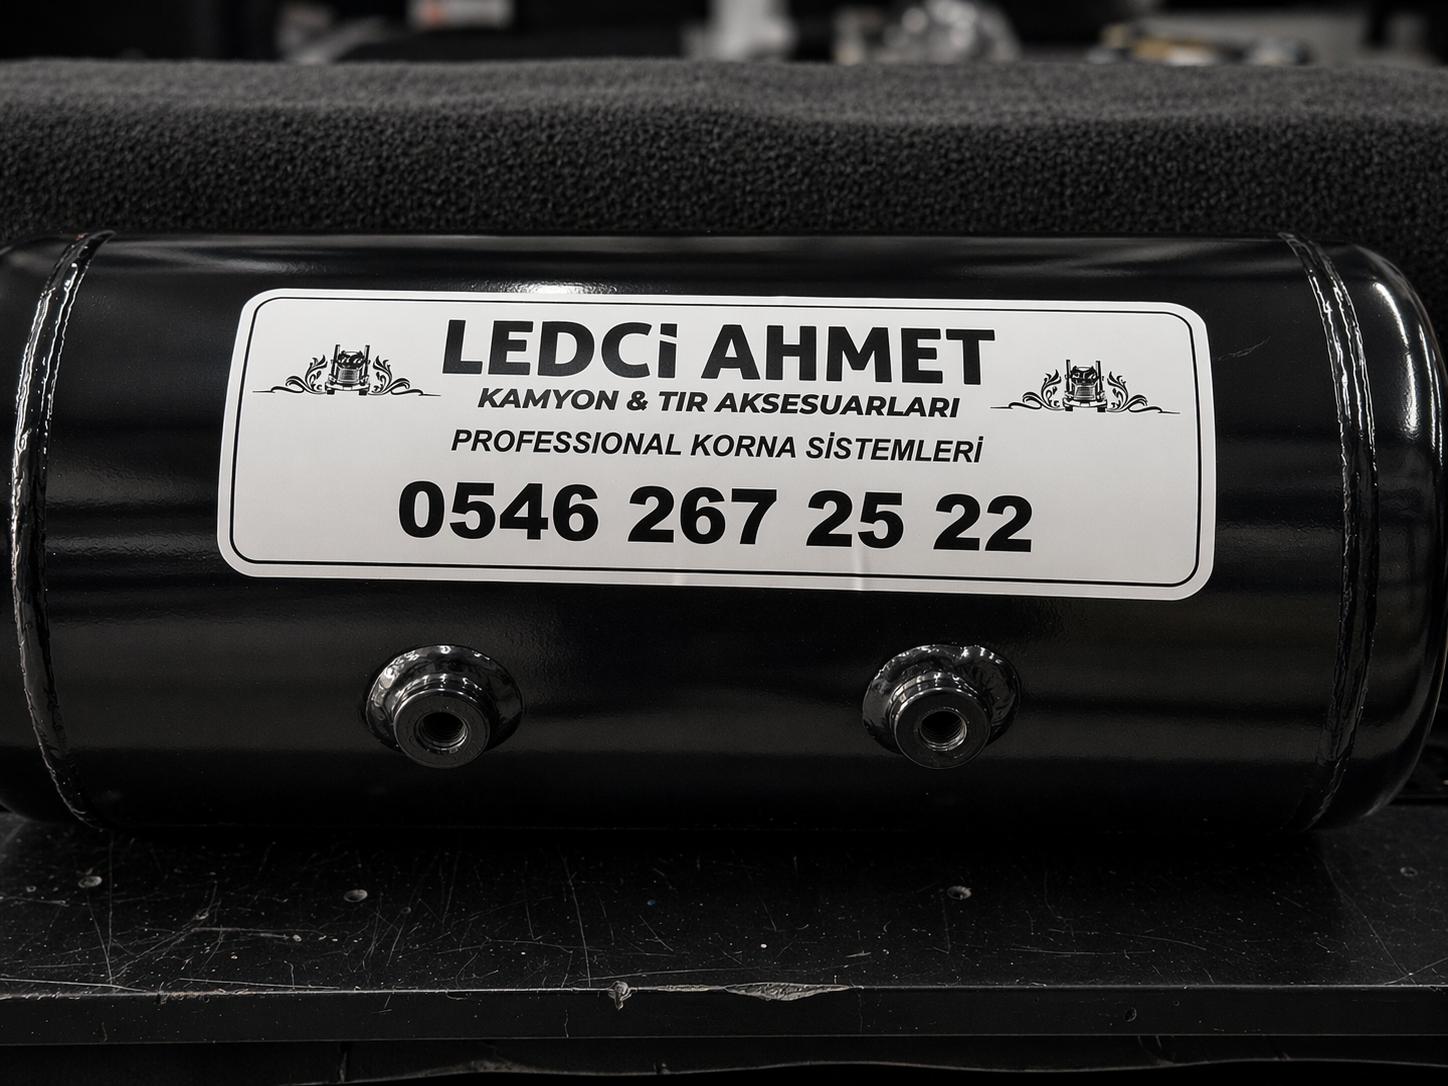 LEDCi AHMET
KAMYON & TIR AKSESUARLARI
PROFESSIONAL KORNA SİSTEMLERİ
0546 267 25 22